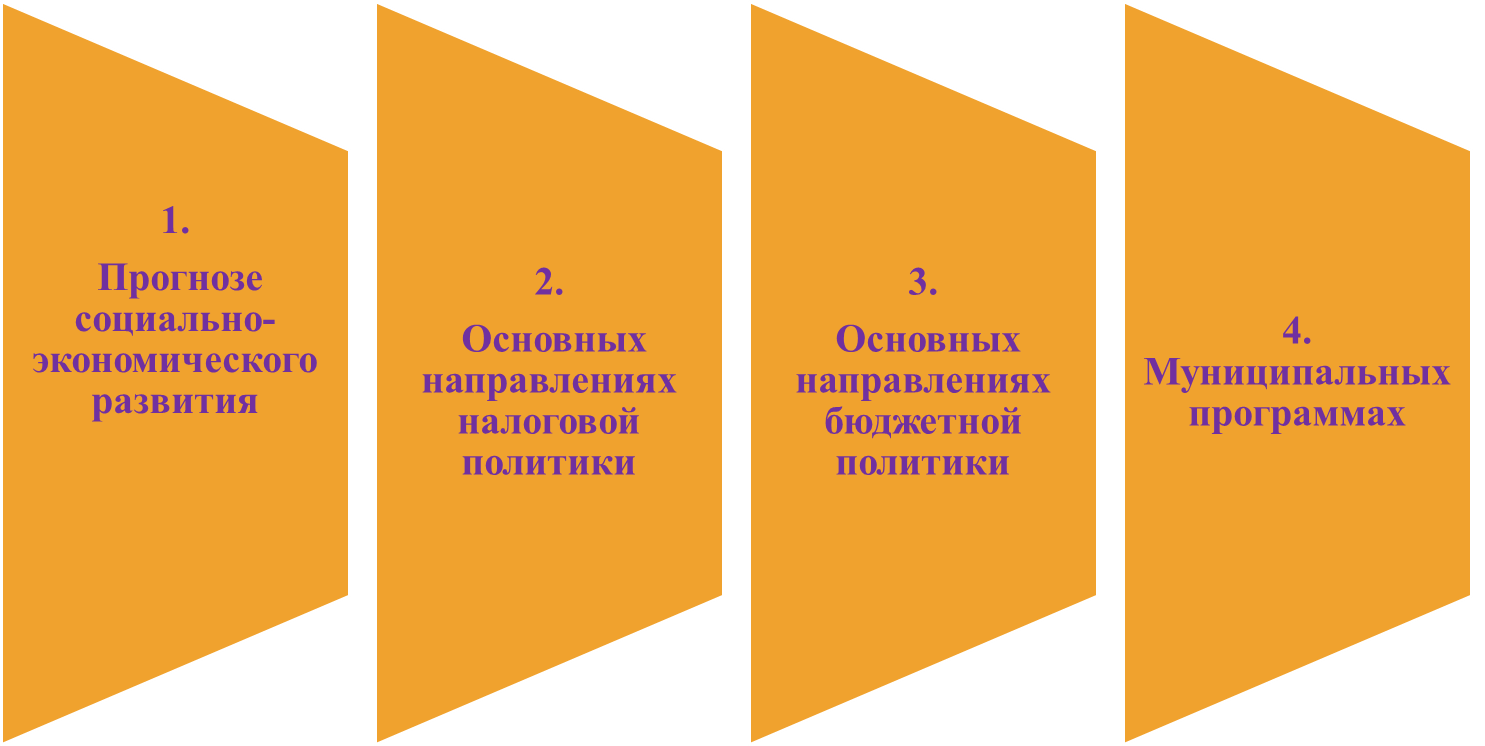 1.
Прогнозе
социально-
экономического
развития
2.
Основных
направлениях
налоговой
политики
3.
Основных
направлениях
бюджетной
политики
4.
Муниципальных
программах